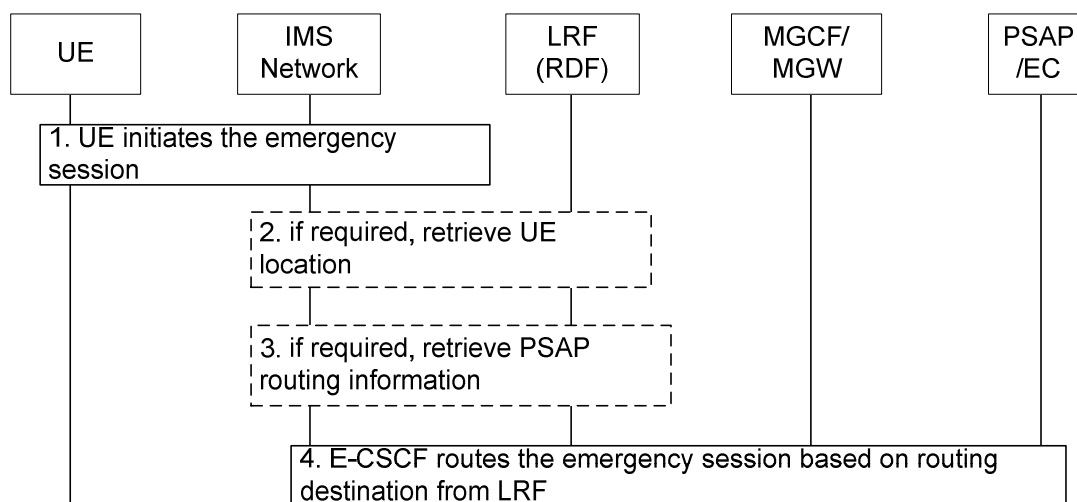 UE
IMS
Network
LRF
(RDF)
MGCF/
MGW
PSAP
/EC
1. UE initiates the emergency
session
2. if required, retrieve UE
location
3. if required, retrieve PSAP
routing information
4. E-CSCF routes the emergency session based on routing
destination from LRF